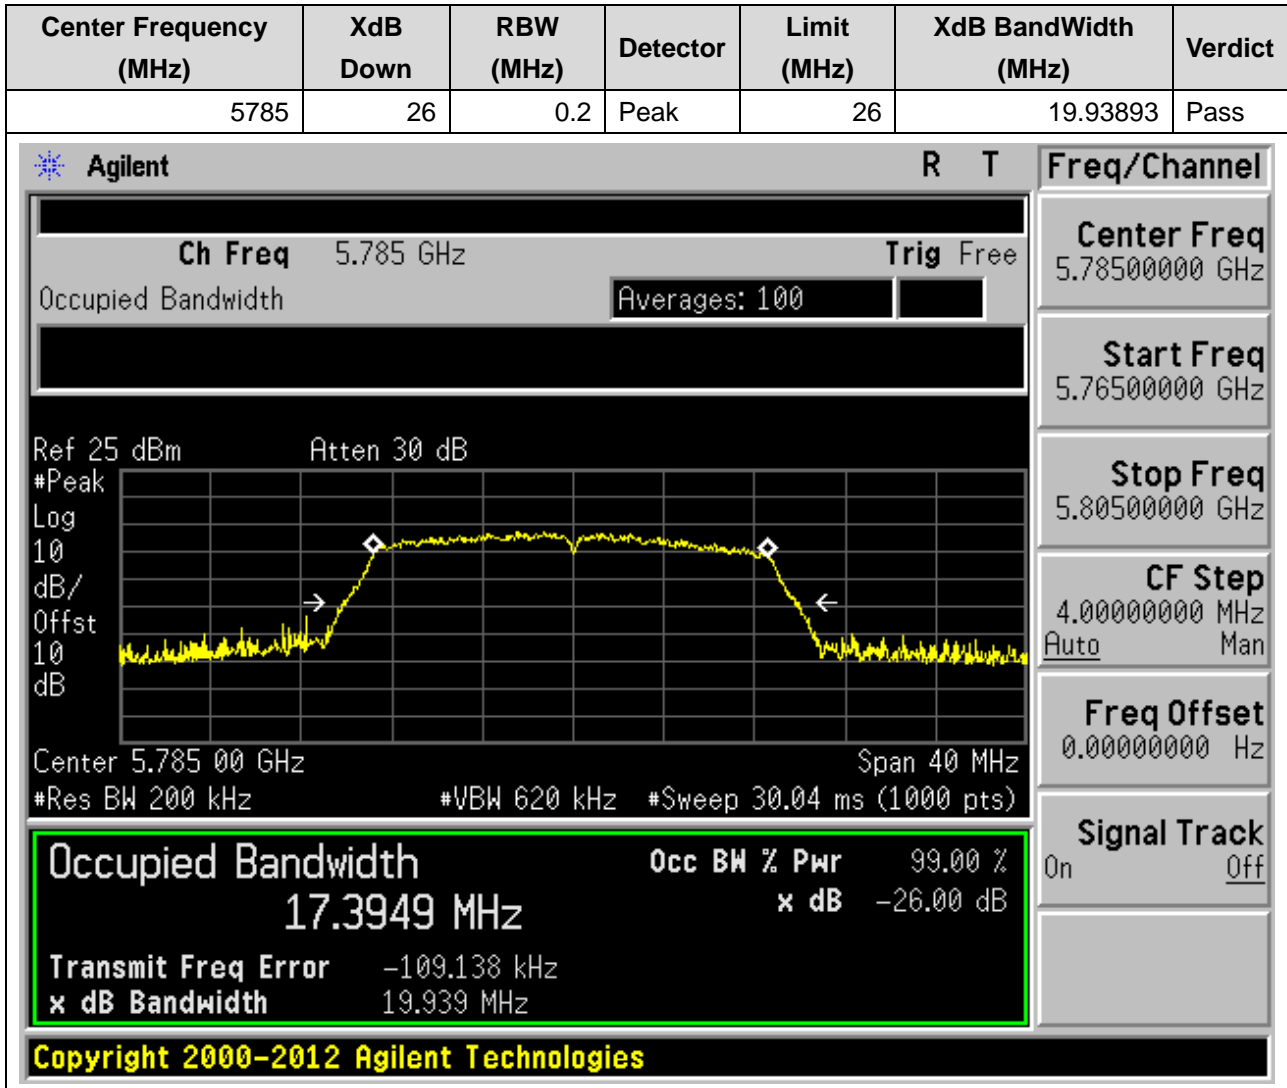 Center Frequency (MHz) XdB Down RBW (MHz) Detector Limit (MHz) XdB BandWidth (MHz) Verdict
5785 26 0.2 Peak 26 19.93893 Pass
Agilent R T
Ch Freq 5.785 GHz Trig Free
Occupied Bandwidth Averages: 100
Ref 25 dBm Atten 30 dB
#Peak
Log
10
dB/
Offst
10
dB
Center 5.785 00 GHz Span 40 MHz
#Res BW 200 kHz #VBW 620 kHz #Sweep 30.04 ms (1000 pts)
Occupied Bandwidth
17.3949 MHz
Occ BW % Pwr 99.00 %
x dB -26.00 dB
Transmit Freq Error -109.138 kHz
x dB Bandwidth 19.939 MHz
Copyright 2000-2012 Agilent Technologies
Freq/Channel
Center Freq
5.78500000 GHz
Start Freq
5.76500000 GHz
Stop Freq
5.80500000 GHz
CF Step
4.00000000 MHz
Auto Man
Freq Offset
0.00000000 Hz
Signal Track
On Off